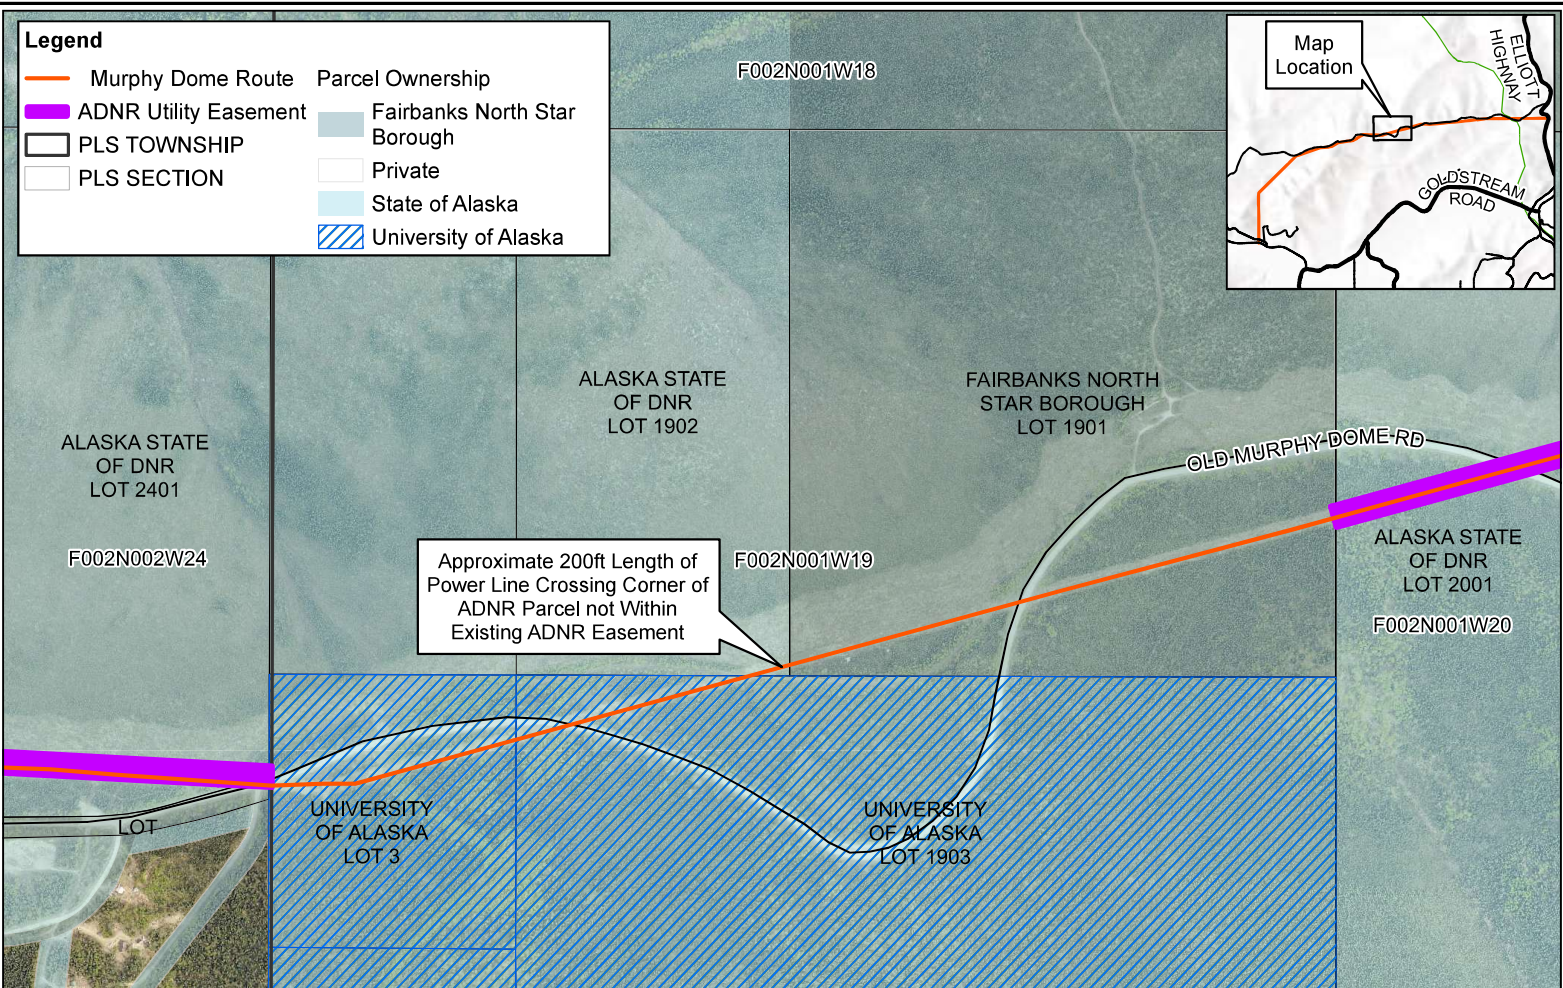 Legend
Murphy Dome Route
ADNR Utility Easement
PLS TOWNSHIP
PLS SECTION
Parcel Ownership
Fairbanks North Star
Borough
Private
State of Alaska
University of Alaska
F002N001W18
Map
Location
ELLIOTT
HIGHWAY
GOLDSTREAM
ROAD
ALASKA STATE
OF DNR
LOT 2401
F002N002W24
ALASKA STATE
OF DNR
LOT 1902
FAIRBANKS NORTH
STAR BOROUGH
LOT 1901
OLD MURPHY DOME RD
Approximate 200ft Length of
Power Line Crossing Corner of
ADNR Parcel not Within
Existing ADNR Easement
F002N001W19
ALASKA STATE
OF DNR
LOT 2001
F002N001W20
LOT
UNIVERSITY
OF ALASKA
LOT 3
UNIVERSITY
OF ALASKA
LOT 1903